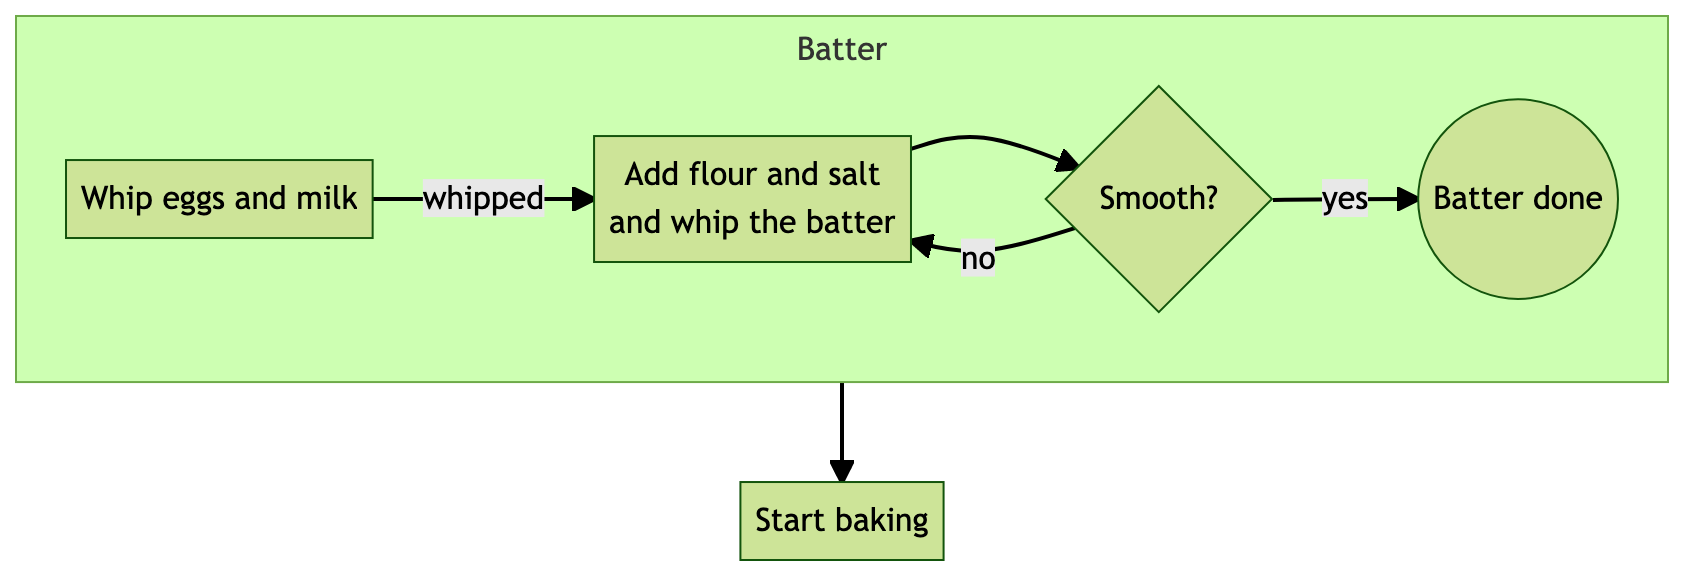 Batter
Whip eggs and milk
whipped
Add flour and salt
and whip the batter
no
Smooth?
yes
Batter done
Start baking